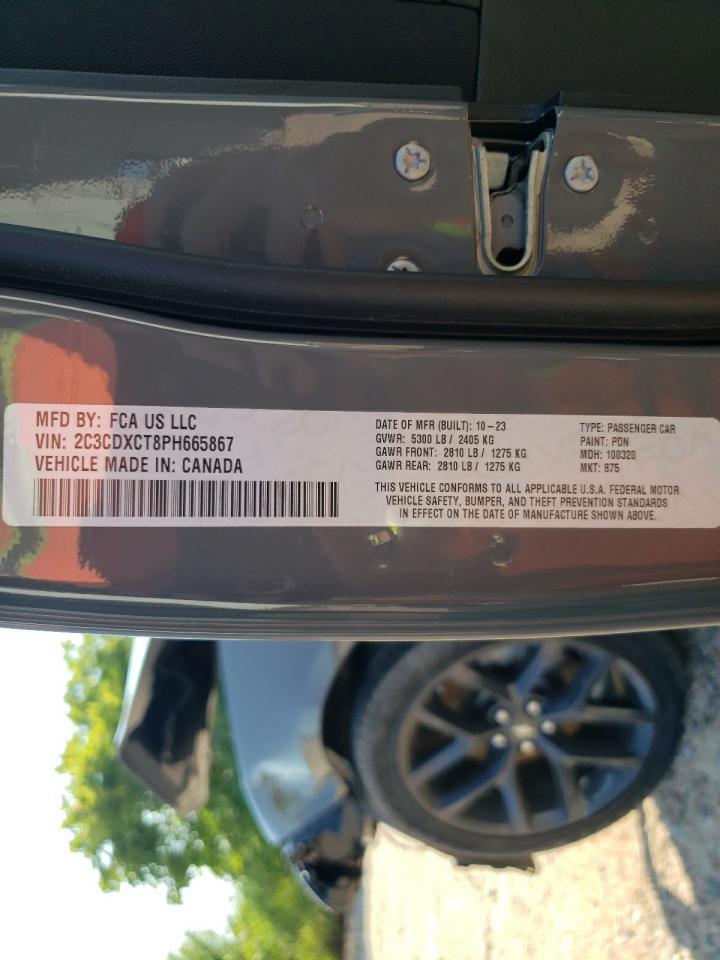 MFD BY: FCA US LLC
VIN: 2C3CDXCT8PH665867
VEHICLE MADE IN: CANADA
DATE OF MFR (BUILT): 10-23
GVWR: 5300 LB / 2405 KG
GAWR FRONT: 2810 LB / 1275 KG
GAWR REAR: 2810 LB / 1275 KG
TYPE: PASSENGER CAR
PAINT: PDN
MDH: 100320
MKT: 875
THIS VEHICLE CONFORMS TO ALL APPLICABLE U.S.A. FEDERAL MOTOR
VEHICLE SAFETY, BUMPER, AND THEFT PREVENTION STANDARDS
IN EFFECT ON THE DATE OF MANUFACTURE SHOWN ABOVE.